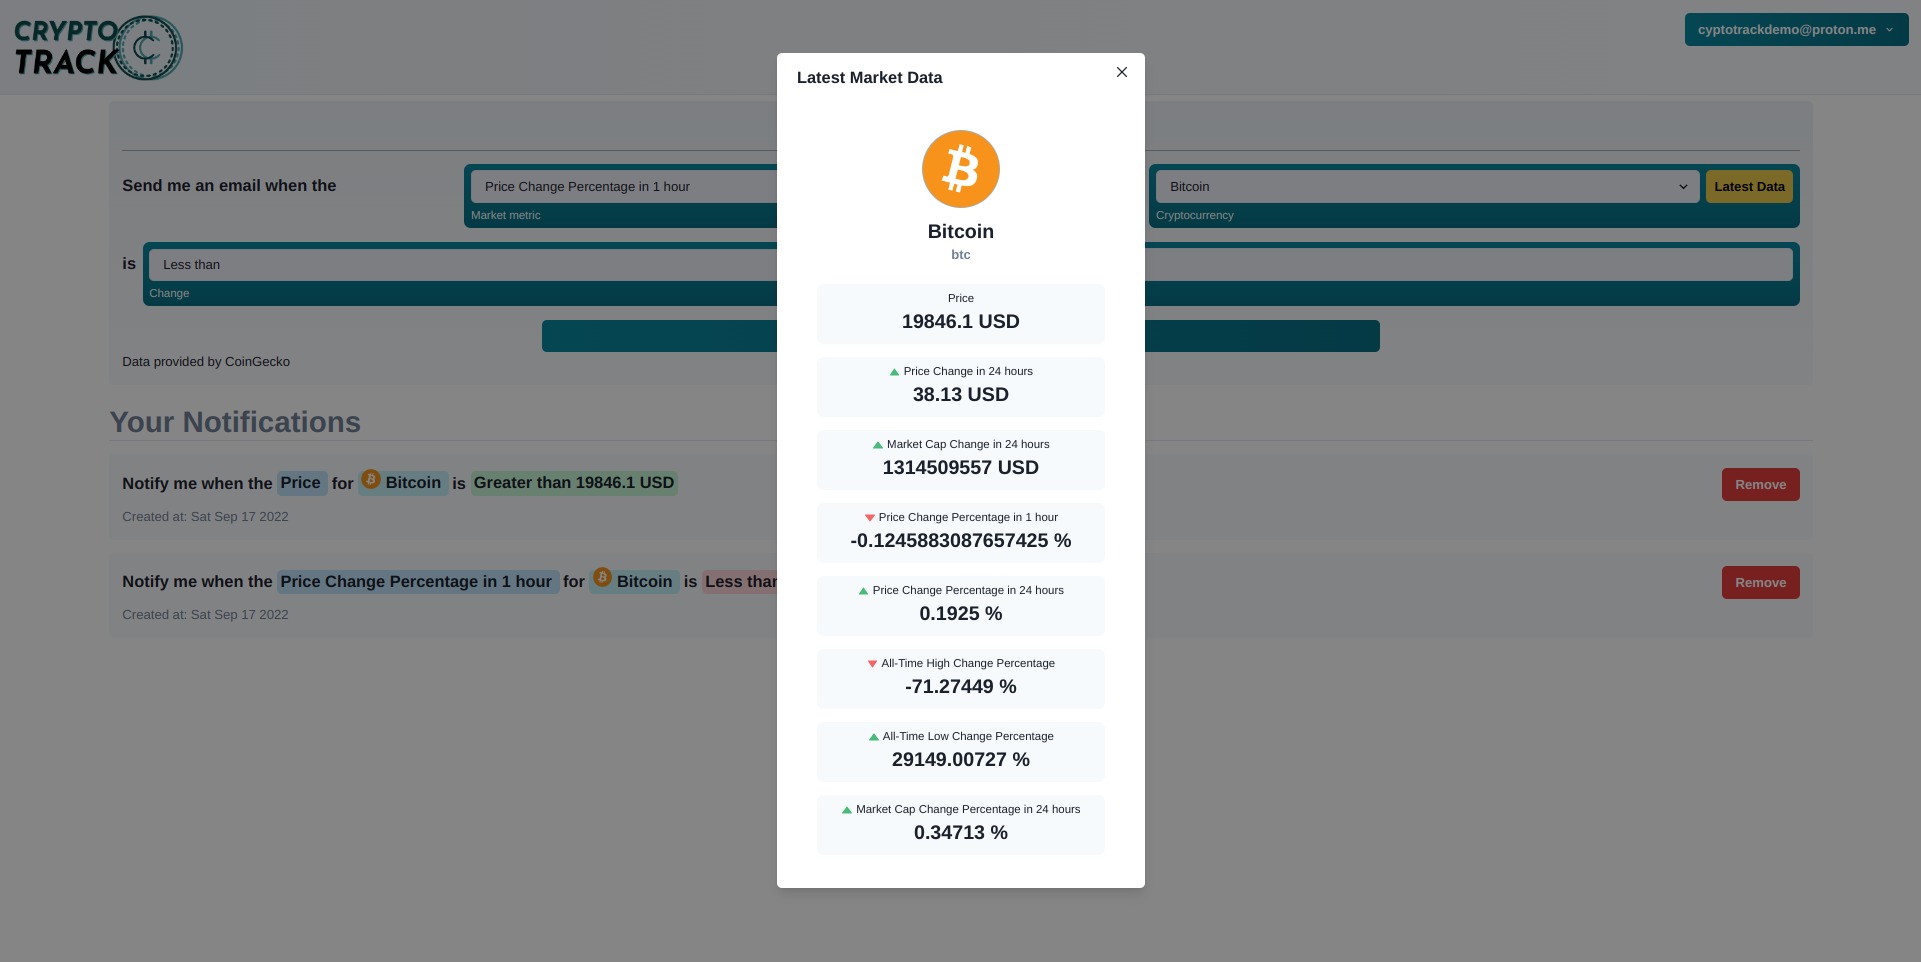 CRYPTO
TRACK
cyptotrackdemo@proton.me
Latest Market Data
Bitcoin
btc
Price
19846.1 USD
Price Change in 24 hours
38.13 USD
Market Cap Change in 24 hours
1314509557 USD
Price Change Percentage in 1 hour
-0.1245883087657425 %
Price Change Percentage in 24 hours
0.1925 %
All-Time High Change Percentage
-71.27449 %
All-Time Low Change Percentage
29149.00727 %
Market Cap Change Percentage in 24 hours
0.34713 %
Send me an email when the
Price Change Percentage in 1 hour
Market metric
Bitcoin
Latest Data
Cryptocurrency
is
Less than
Change
Data provided by CoinGecko
Your Notifications
Notify me when the Price for Bitcoin is Greater than 19846.1 USD
Remove
Created at: Sat Sep 17 2022
Notify me when the Price Change Percentage in 1 hour for Bitcoin is Less than
Remove
Created at: Sat Sep 17 2022